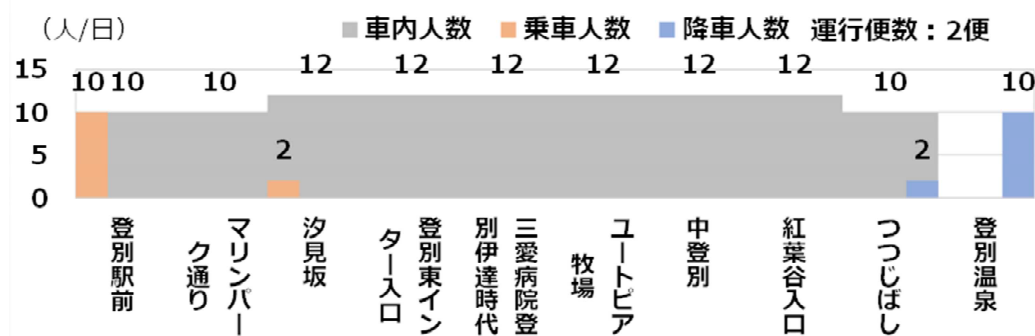 （人/日）
車内人数 乗車人数 降車人数 運行便数：2便
15
10
5
0
10 10 10 12 12 12 12 12 12 10 10
2 2
登別駅前
マリンパーク通り
汐見坂
登別東インター入口
三愛病院登別伊達時代
ユートピア牧場
中登別
紅葉谷入口
つつじばし
登別温泉